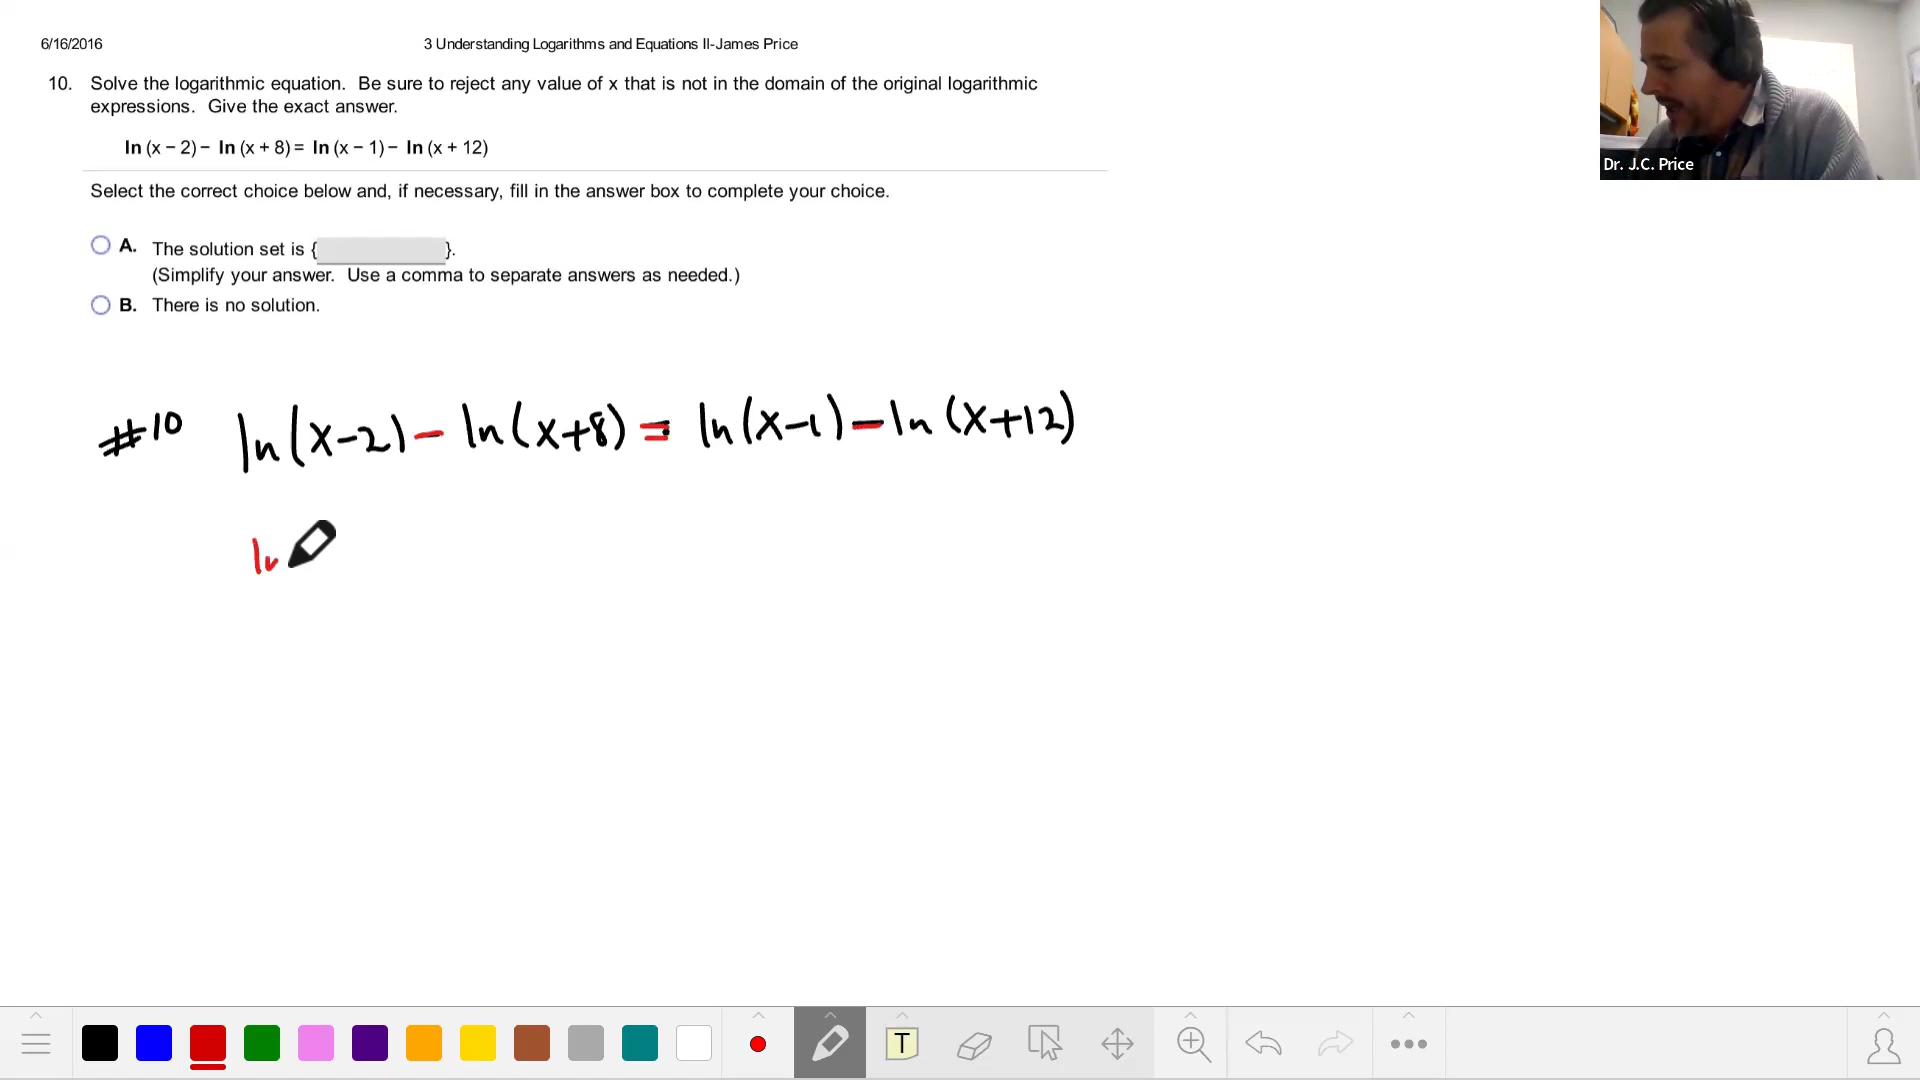 6/16/2016 3 Understanding Logarithms and Equations II-James Price
10. Solve the logarithmic equation. Be sure to reject any value of x that is not in the domain of the original logarithmic
expressions. Give the exact answer.
ln (x − 2) − ln (x + 8) = ln (x − 1) − ln (x + 12)
Select the correct choice below and, if necessary, fill in the answer box to complete your choice.
A. The solution set is { }.
(Simplify your answer. Use a comma to separate answers as needed.)
B. There is no solution.
#10 ln(x-2) - ln(x+8) = ln(x-1) - ln(x+12)
ln
Dr. J.C. Price
T